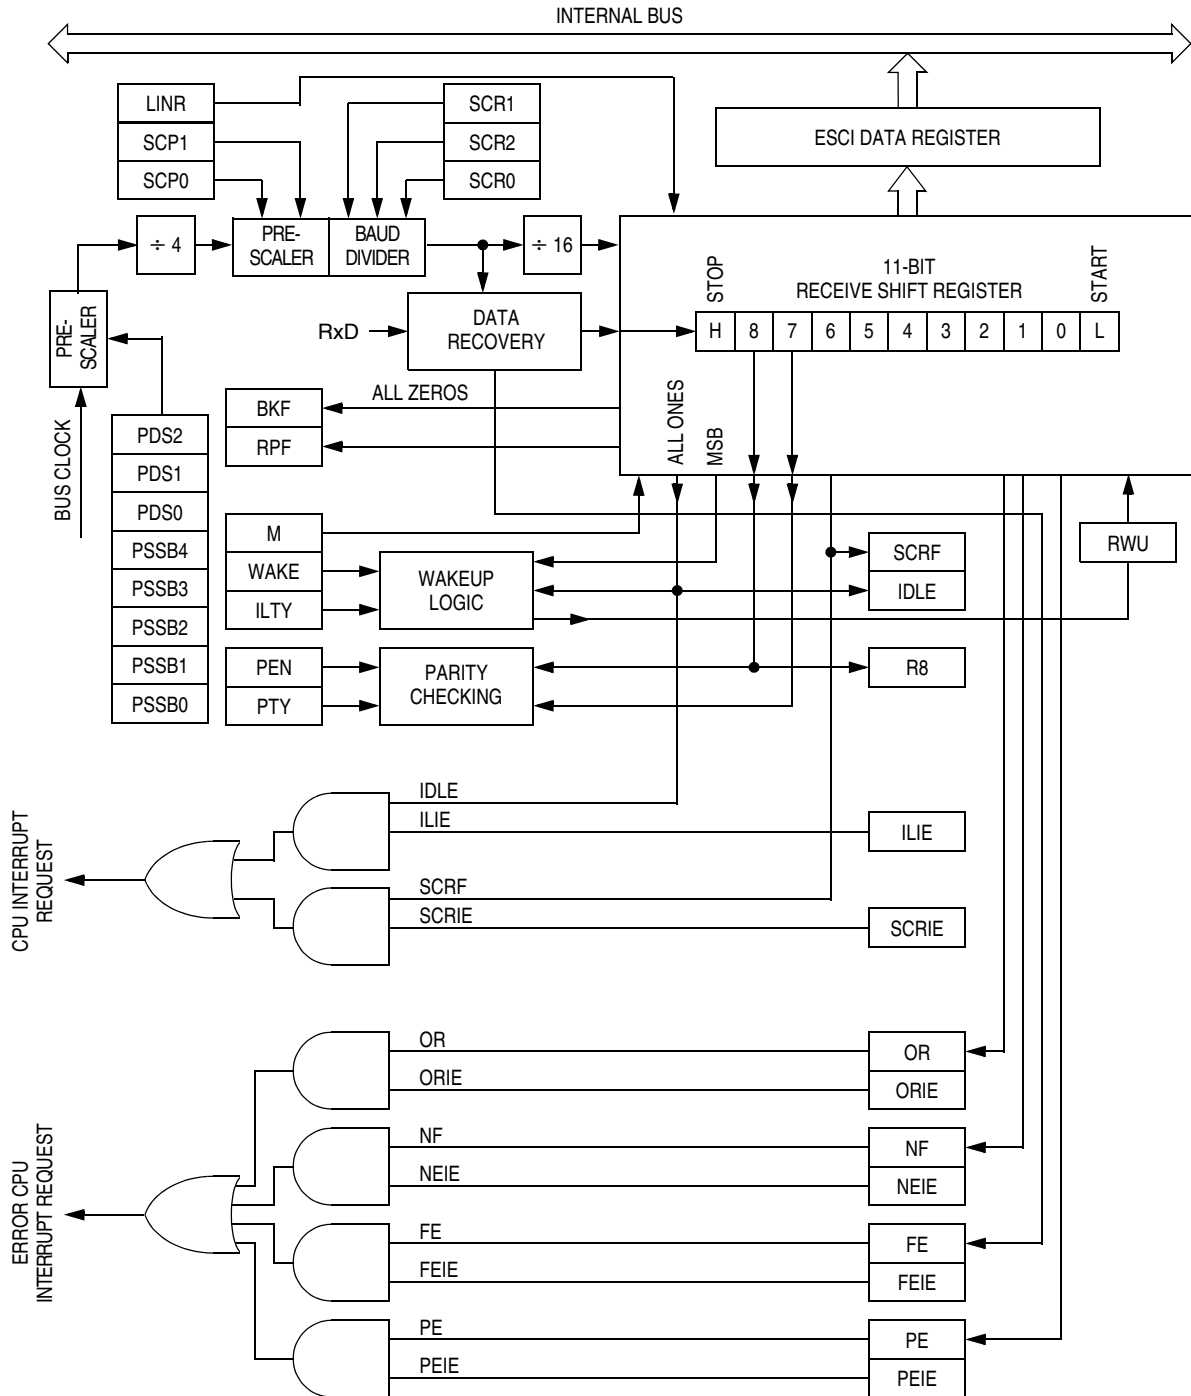 INTERNAL BUS
LINR
SCP1
SCP0
SCR1
SCR2
SCR0
ESCI DATA REGISTER
÷ 4
PRE-
SCALER
BAUD
DIVIDER
÷ 16
PRE-
SCALER
BUS CLOCK
RxD
DATA
RECOVERY
STOP
11-BIT
RECEIVE SHIFT REGISTER
START
H
8
7
6
5
4
3
2
1
0
L
ALL ZEROS
BKF
RPF
ALL ONES
MSB
PDS2
PDS1
PDS0
PSSB4
PSSB3
PSSB2
PSSB1
PSSB0
M
WAKE
ILTY
WAKEUP
LOGIC
SCRF
IDLE
RWU
PEN
PTY
PARITY
CHECKING
R8
CPU INTERRUPT
REQUEST
IDLE
ILIE
ILIE
SCRF
SCRIE
SCRIE
ERROR CPU
INTERRUPT REQUEST
OR
ORIE
OR
ORIE
NF
NEIE
NF
NEIE
FE
FEIE
FE
FEIE
PE
PEIE
PE
PEIE